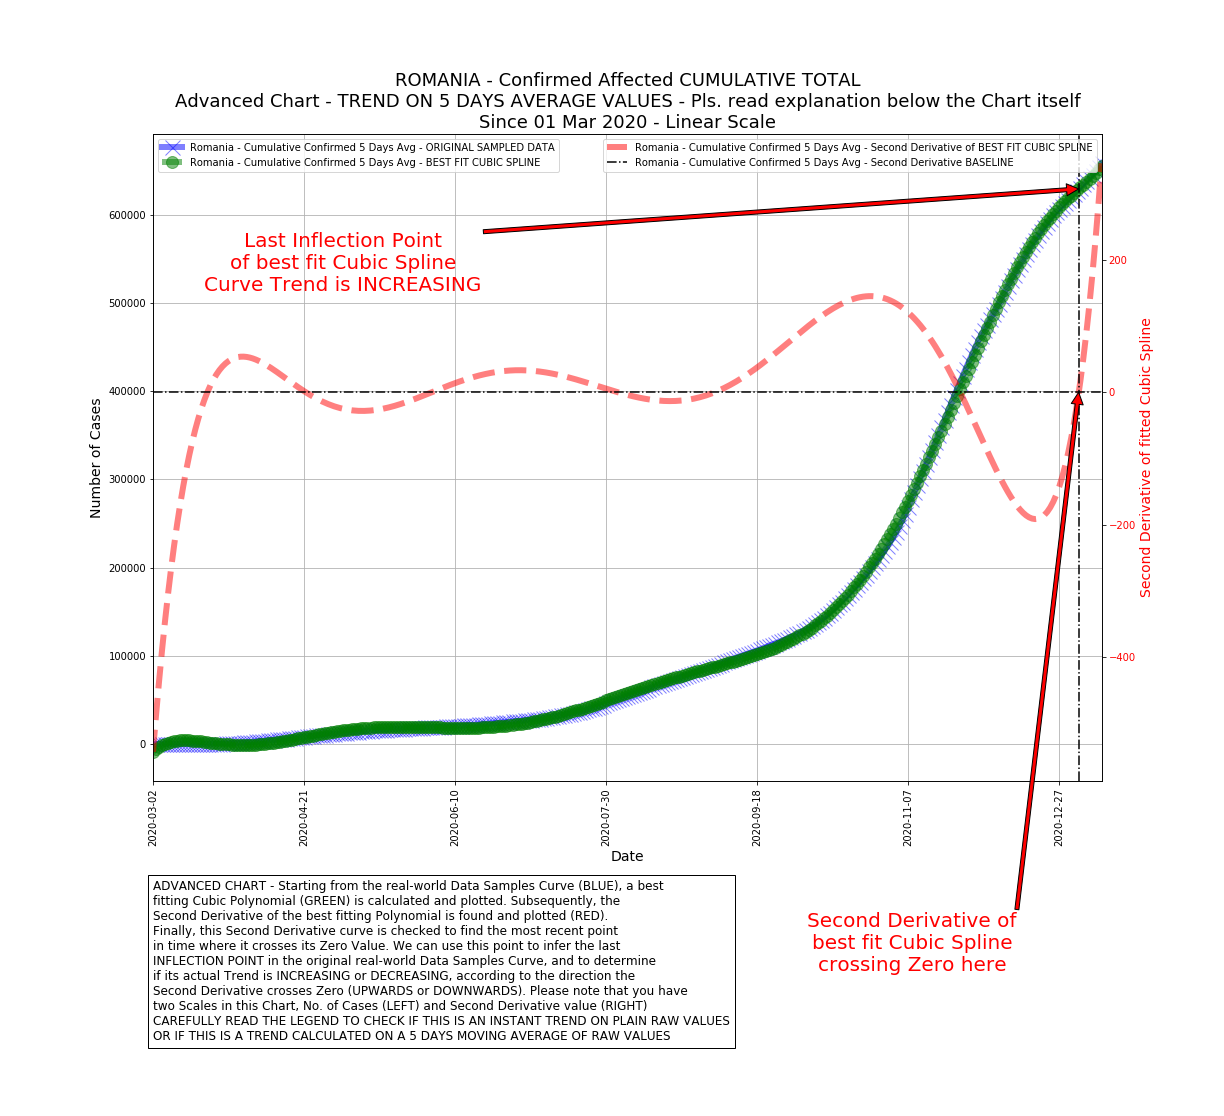 ROMANIA - Confirmed Affected CUMULATIVE TOTAL
Advanced Chart - TREND ON 5 DAYS AVERAGE VALUES - Pls. read explanation below the Chart itself
Since 01 Mar 2020 - Linear Scale
Romania - Cumulative Confirmed 5 Days Avg - ORIGINAL SAMPLED DATA
Romania - Cumulative Confirmed 5 Days Avg - BEST FIT CUBIC SPLINE
Romania - Cumulative Confirmed 5 Days Avg - Second Derivative of BEST FIT CUBIC SPLINE
Romania - Cumulative Confirmed 5 Days Avg - Second Derivative BASELINE
Last Inflection Point
of best fit Cubic Spline
Curve Trend is INCREASING
Number of Cases
600000
500000
400000
300000
200000
100000
0
200
0
−200
−400
Second Derivative of fitted Cubic Spline
2020-03-02
2020-04-21
2020-06-10
2020-07-30
2020-09-18
2020-11-07
2020-12-27
Date
ADVANCED CHART - Starting from the real-world Data Samples Curve (BLUE), a best
fitting Cubic Polynomial (GREEN) is calculated and plotted. Subsequently, the
Second Derivative of the best fitting Polynomial is found and plotted (RED).
Finally, this Second Derivative curve is checked to find the most recent point
in time where it crosses its Zero Value. We can use this point to infer the last
INFLECTION POINT in the original real-world Data Samples Curve, and to determine
if its actual Trend is INCREASING or DECREASING, according to the direction the
Second Derivative crosses Zero (UPWARDS or DOWNWARDS). Please note that you have
two Scales in this Chart, No. of Cases (LEFT) and Second Derivative value (RIGHT)
CAREFULLY READ THE LEGEND TO CHECK IF THIS IS AN INSTANT TREND ON PLAIN RAW VALUES
OR IF THIS IS A TREND CALCULATED ON A 5 DAYS MOVING AVERAGE OF RAW VALUES
Second Derivative of
best fit Cubic Spline
crossing Zero here